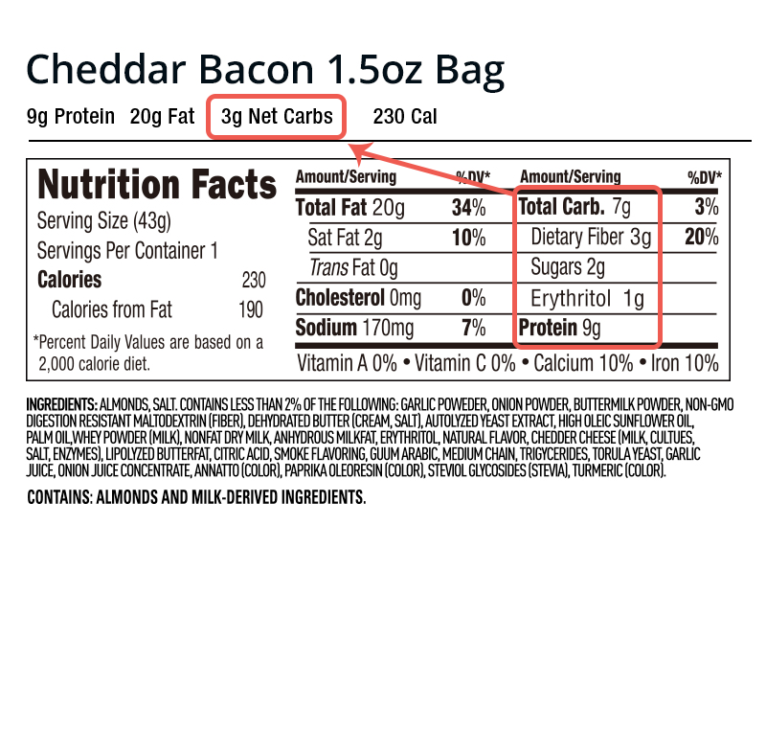 Cheddar Bacon 1.5oz Bag
9g Protein 20g Fat 3g Net Carbs 230 Cal
Nutrition Facts
Serving Size (43g)
Servings Per Container 1
Calories 230
Calories from Fat 190
*Percent Daily Values are based on a
2,000 calorie diet.
Amount/Serving %DV*
Total Fat 20g 34%
Sat Fat 2g 10%
Trans Fat 0g
Cholesterol 0mg 0%
Sodium 170mg 7%
Amount/Serving %DV*
Total Carb. 7g 3%
Dietary Fiber 3g 20%
Sugars 2g
Erythritol 1g
Protein 9g
Vitamin A 0% • Vitamin C 0% • Calcium 10% • Iron 10%
INGREDIENTS: ALMONDS, SALT. CONTAINS LESS THAN 2% OF THE FOLLOWING: GARLIC POWEDER, ONION POWDER, BUTTERMILK POWDER, NON-GMO
DIGESTION RESISTANT MALTODEXTRIN (FIBER), DEHYDRATED BUTTER (CREAM, SALT), AUTOLYZED YEAST EXTRACT, HIGH OLEIC SUNFLOWER OIL,
PALM OIL,WHEY POWDER (MILK), NONFAT DRY MILK, ANHYDROUS MILKFAT, ERYTHRITOL, NATURAL FLAVOR, CHEDDER CHEESE (MILK, CULTUES,
SALT, ENZYMES), LIPOLYZED BUTTERFAT, CITRIC ACID, SMOKE FLAVORING, GUUM ARABIC, MEDIUM CHAIN, TRIGYCERIDES, TORULA YEAST, GARLIC
JUICE, ONION JUICE CONCENTRATE, ANNATTO (COLOR), PAPRIKA OLEORESIN (COLOR), STEVIOL GLYCOSIDES (STEVIA), TURMERIC (COLOR).
CONTAINS: ALMONDS AND MILK-DERIVED INGREDIENTS.